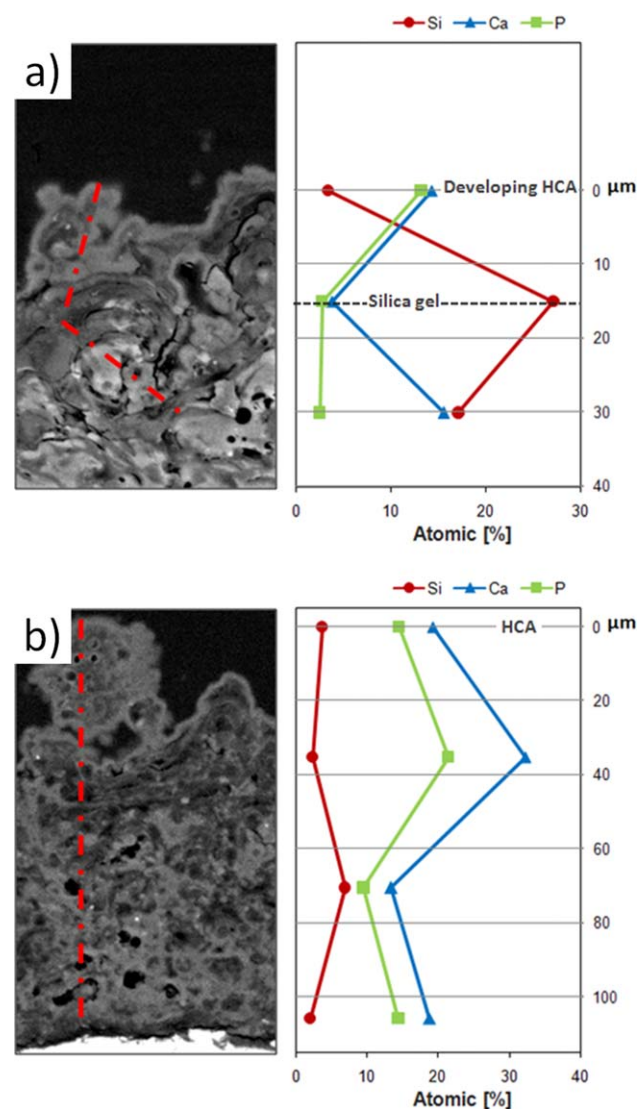 Si Ca P
a)
0 µm
Developing HCA
10
Silica gel
20
30
40
0 10 20 30
Atomic [%]
Si Ca P
b)
0 µm
HCA
20
40
60
80
100
0 10 20 30 40
Atomic [%]